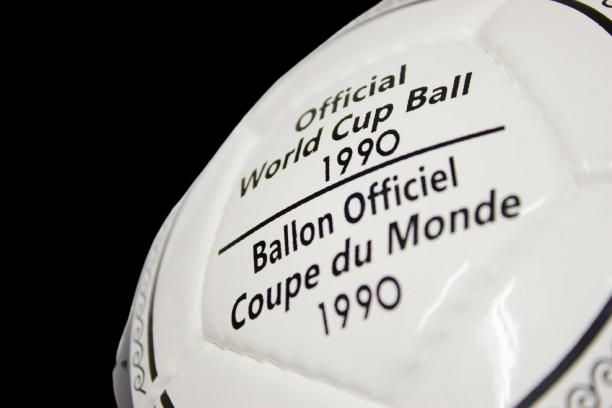 Official
World Cup Ball
1990
Ballon Officiel
Coupe du Monde
1990